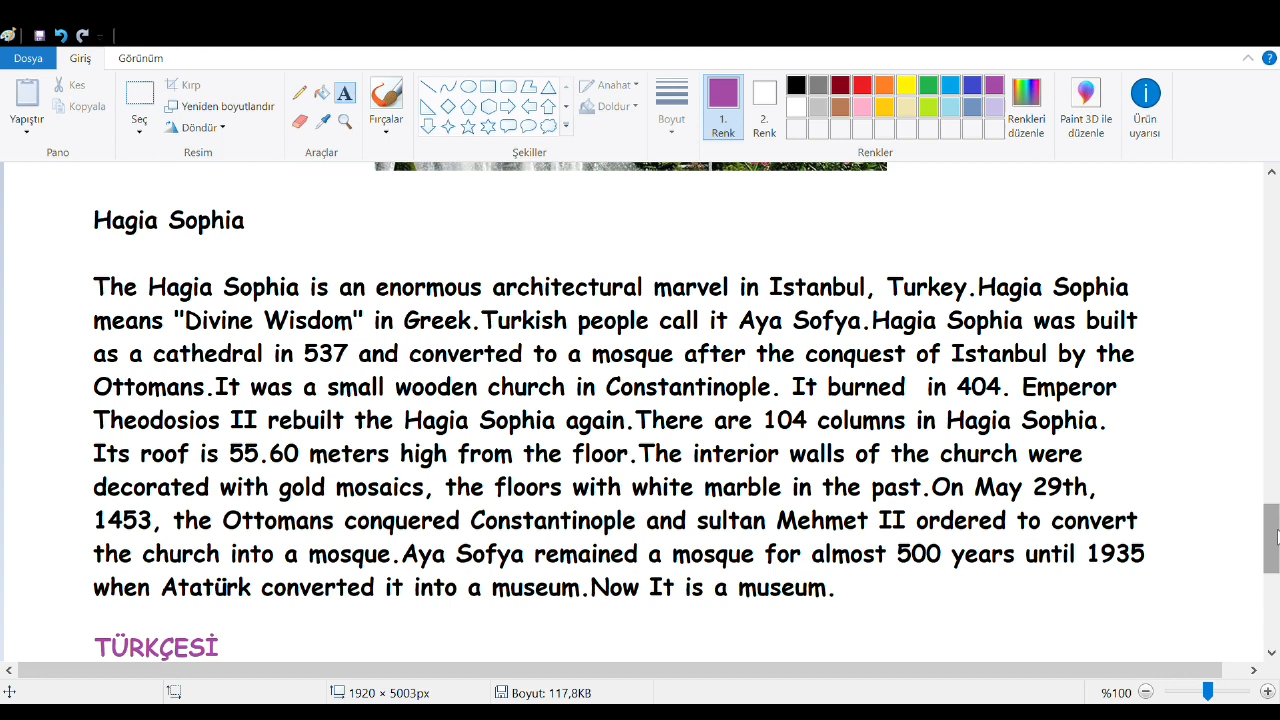 Dosya Giriş Görünüm
Yapıştır
Kes
Kopyala
Pano
Seç
Kırp
Yeniden boyutlandır
Döndür
Resim
A
Araçlar
Fırçalar
Anahat
Doldur
Şekiller
Boyut
1.
Renk
2.
Renk
Renkleri
düzenle
Renkler
Paint 3D ile
düzenle
Ürün
uyarısı
Hagia Sophia
The Hagia Sophia is an enormous architectural marvel in Istanbul, Turkey.Hagia Sophia
means "Divine Wisdom" in Greek.Turkish people call it Aya Sofya.Hagia Sophia was built
as a cathedral in 537 and converted to a mosque after the conquest of Istanbul by the
Ottomans.It was a small wooden church in Constantinople. It burned  in 404. Emperor
Theodosios II rebuilt the Hagia Sophia again.There are 104 columns in Hagia Sophia.
Its roof is 55.60 meters high from the floor.The interior walls of the church were
decorated with gold mosaics, the floors with white marble in the past.On May 29th,
1453, the Ottomans conquered Constantinople and sultan Mehmet II ordered to convert
the church into a mosque.Aya Sofya remained a mosque for almost 500 years until 1935
when Atatürk converted it into a museum.Now It is a museum.
TÜRKÇESİ
1920 × 5003px
Boyut: 117,8KB
%100